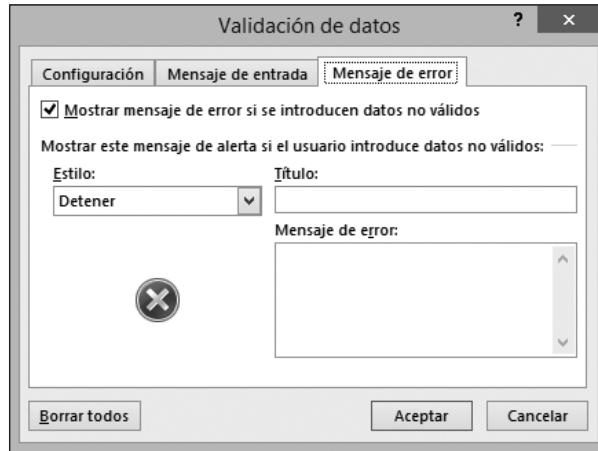 Validación de datos
?
×
Configuración
Mensaje de entrada
Mensaje de error
Mostrar mensaje de error si se introducen datos no válidos
Mostrar este mensaje de alerta si el usuario introduce datos no válidos:
Estilo:
Título:
Detener
Mensaje de error:
Borrar todos
Aceptar
Cancelar